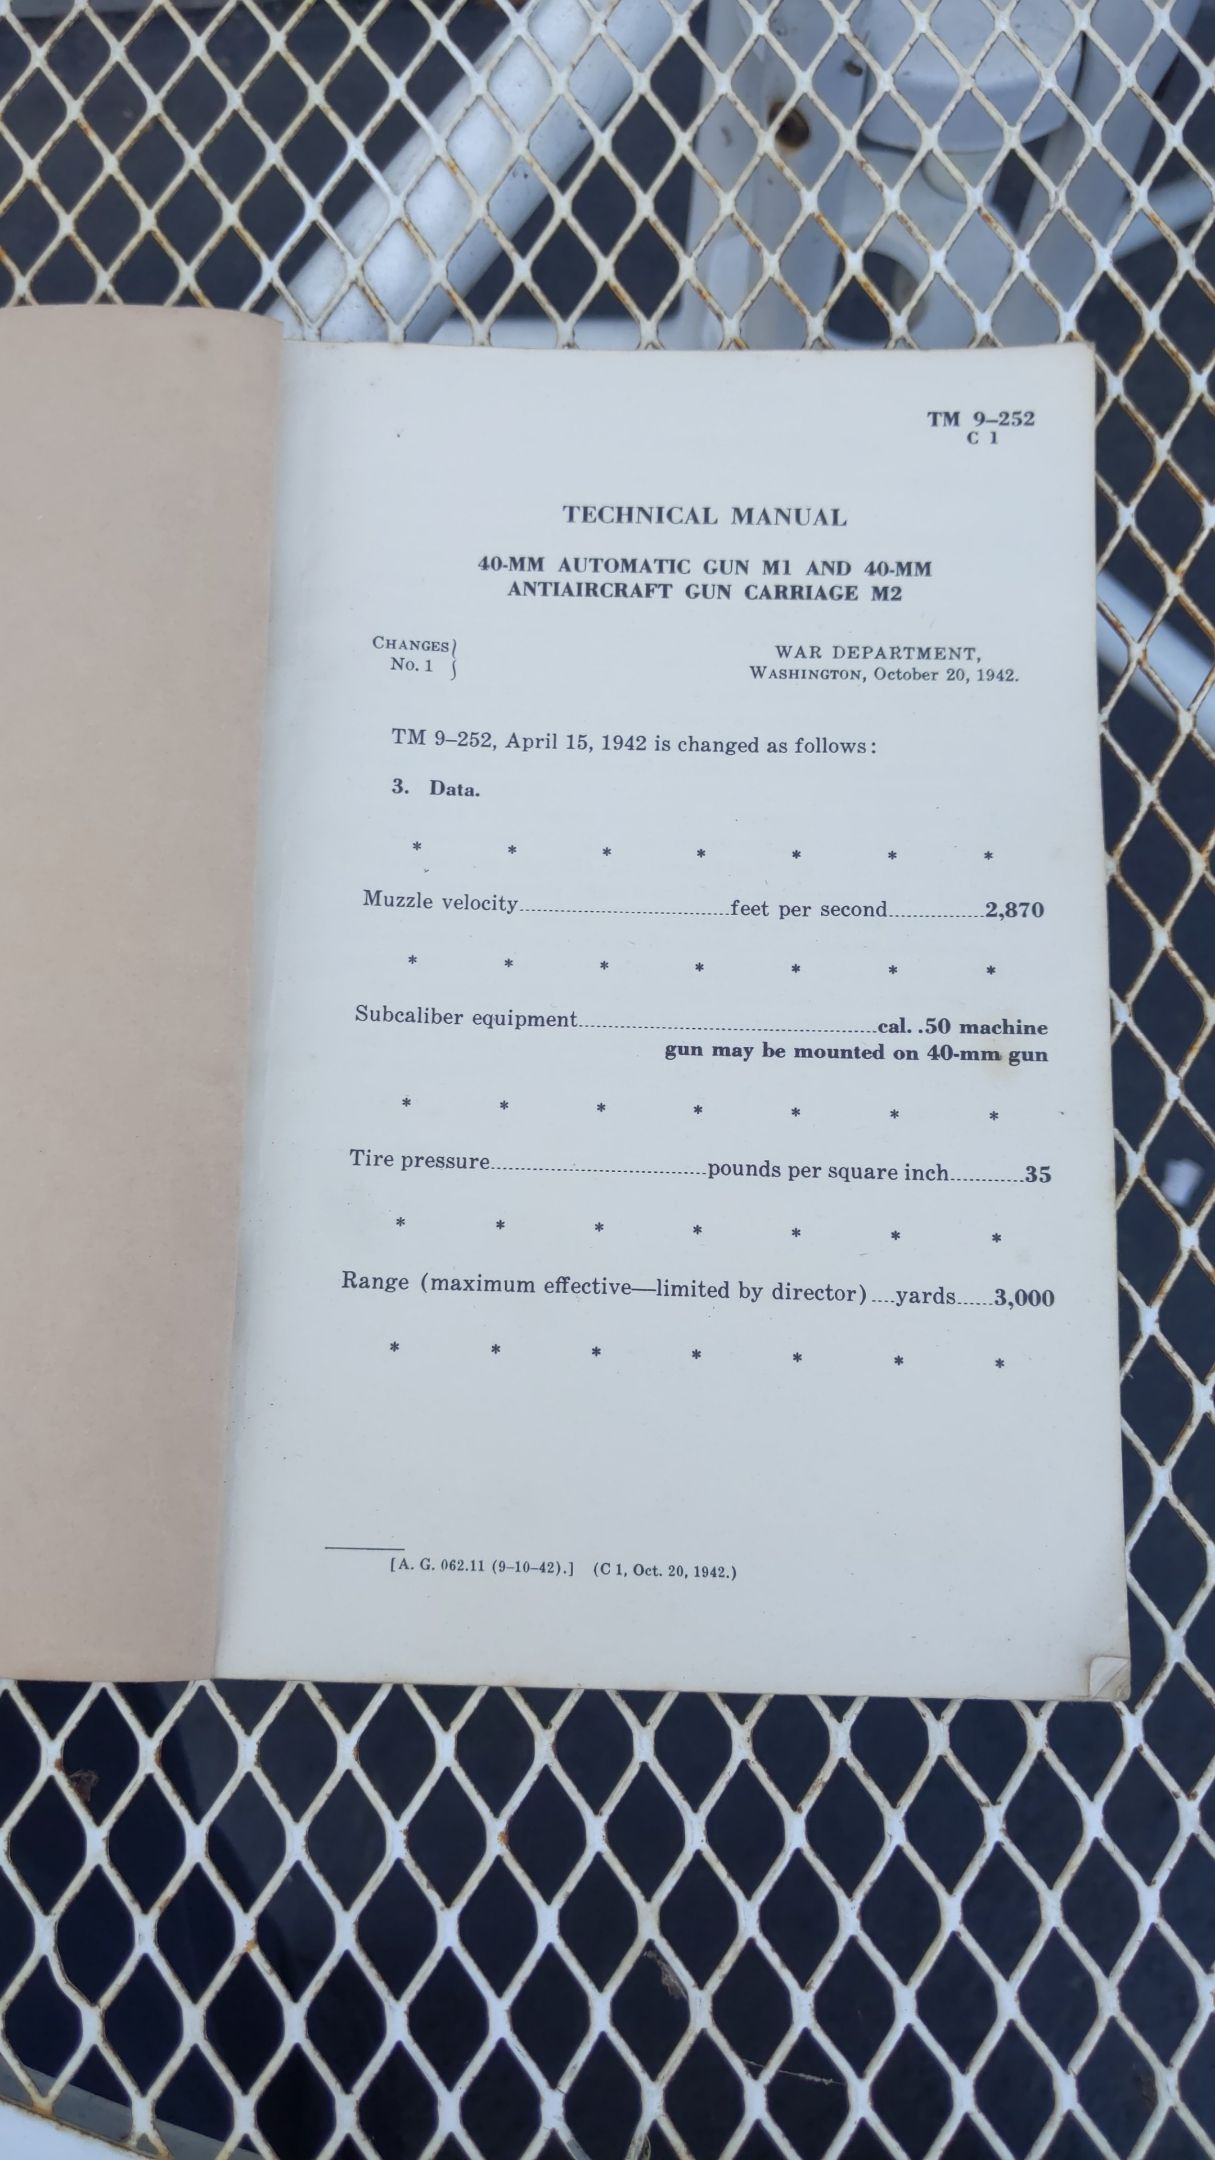 TM 9–252
C 1
TECHNICAL MANUAL
40-MM AUTOMATIC GUN M1 AND 40-MM
ANTIAIRCRAFT GUN CARRIAGE M2
CHANGES}
No. 1 }
WAR DEPARTMENT,
WASHINGTON, October 20, 1942.
TM 9–252, April 15, 1942 is changed as follows:
3. Data.
* * * * * * *
Muzzle velocity..............................feet per second..............2,870
* * * * * * *
Subcaliber equipment..........................................cal. .50 machine
gun may be mounted on 40-mm gun
* * * * * * *
Tire pressure..............................pounds per square inch...........35
* * * * * * *
Range (maximum effective—limited by director)....yards......3,000
* * * * * * *
[A. G. 062.11 (9–10–42).] (C 1, Oct. 20, 1942.)